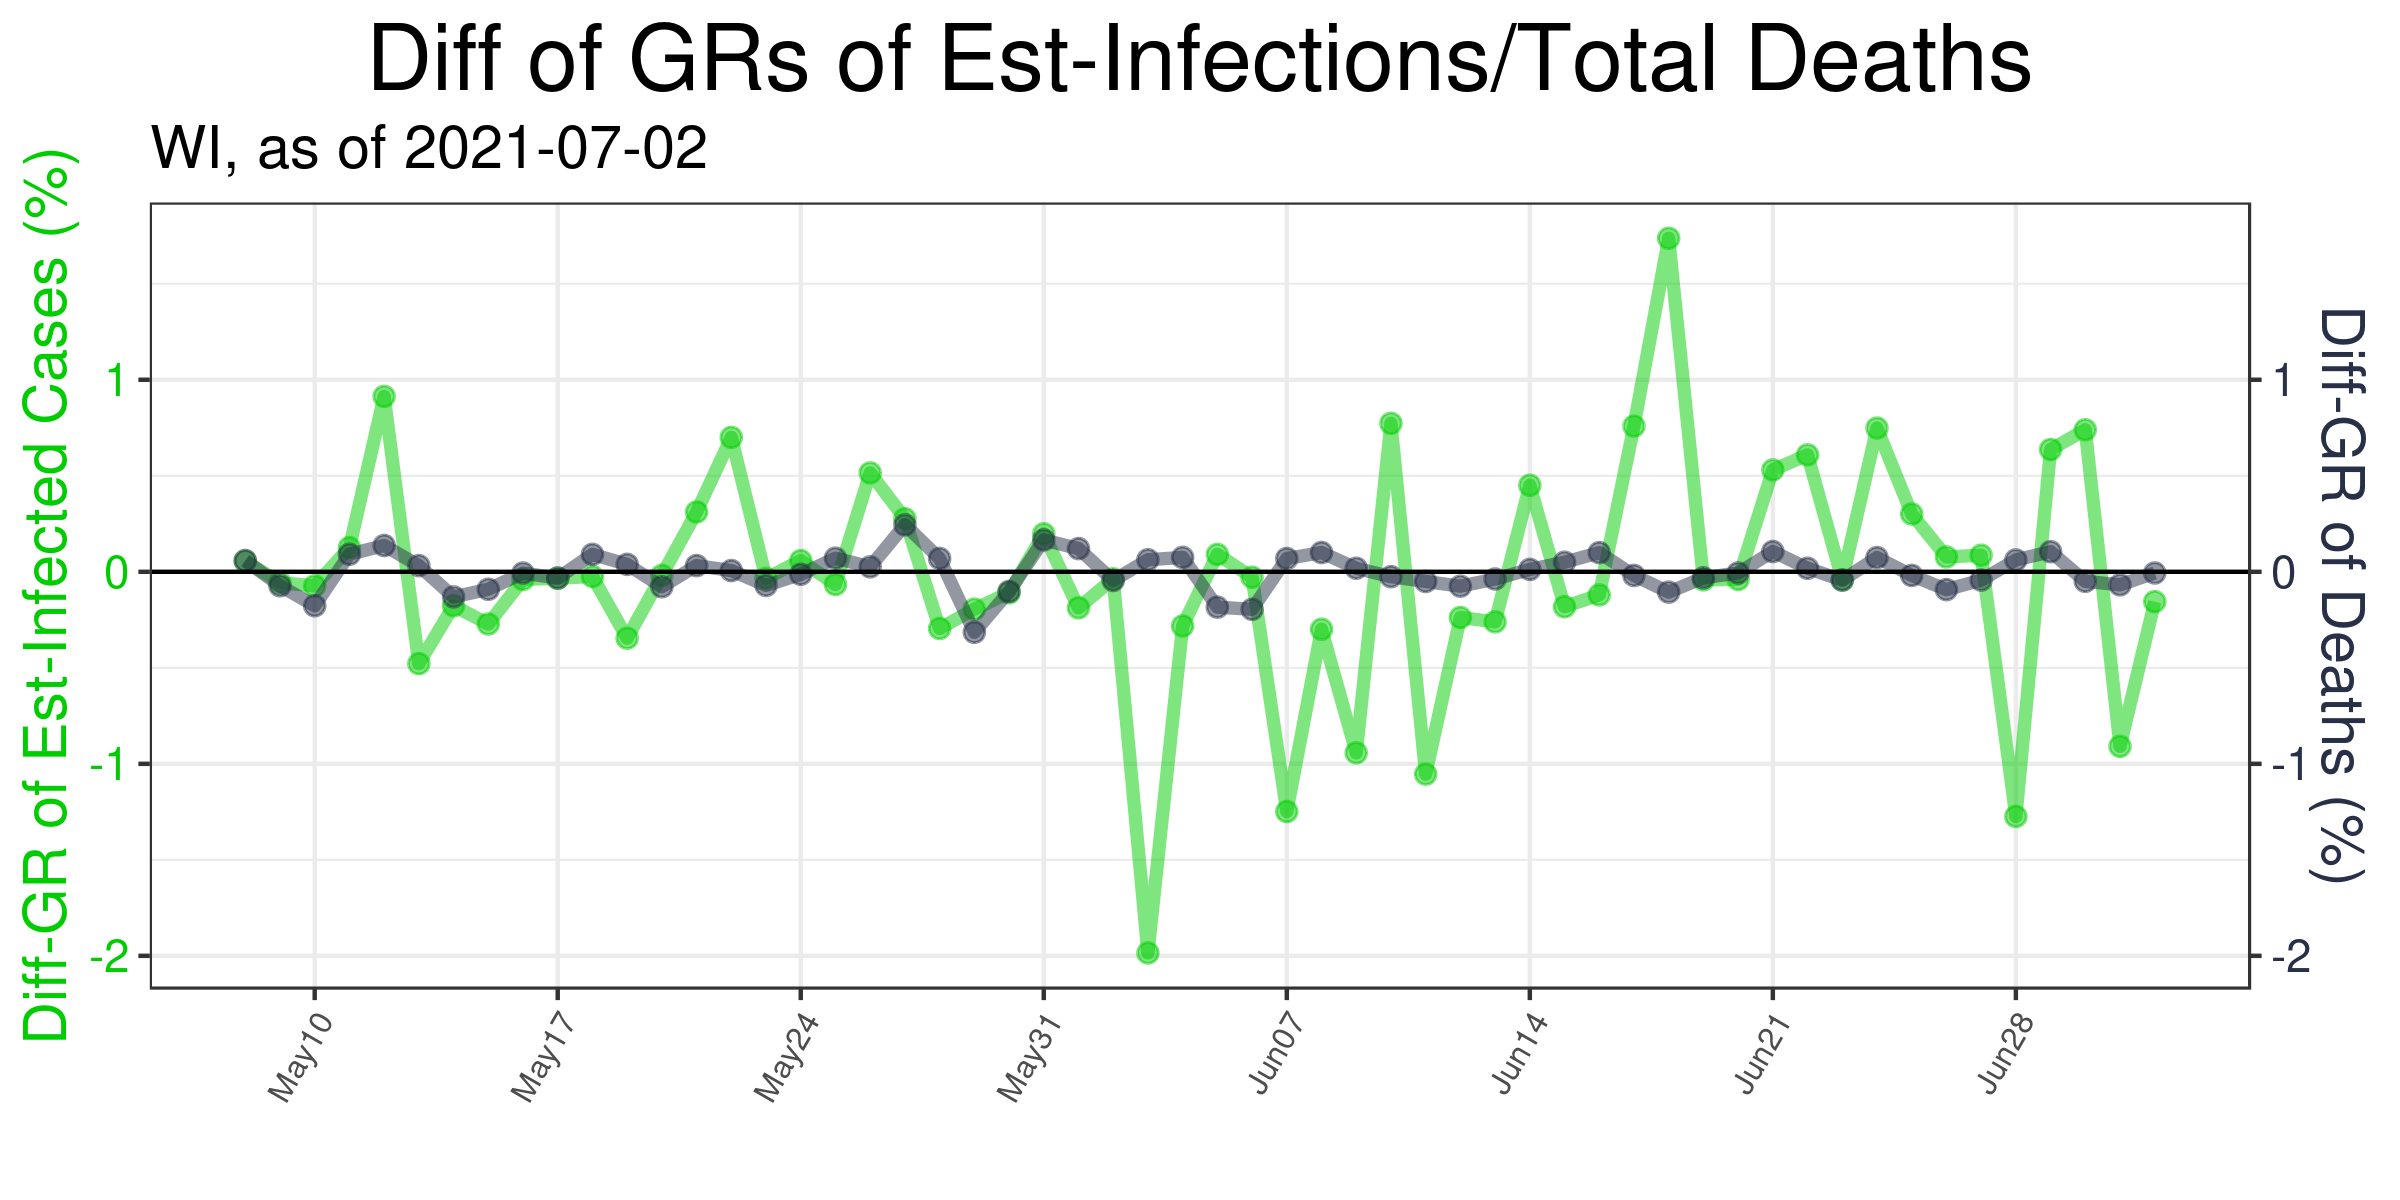 Diff of GRs of Est-Infections/Total Deaths
WI, as of 2021-07-02
Diff-GR of Est-Infected Cases (%)
1
0
-1
-2
1
0
-1
-2
Diff-GR of Deaths (%)
May10
May17
May24
May31
Jun07
Jun14
Jun21
Jun28